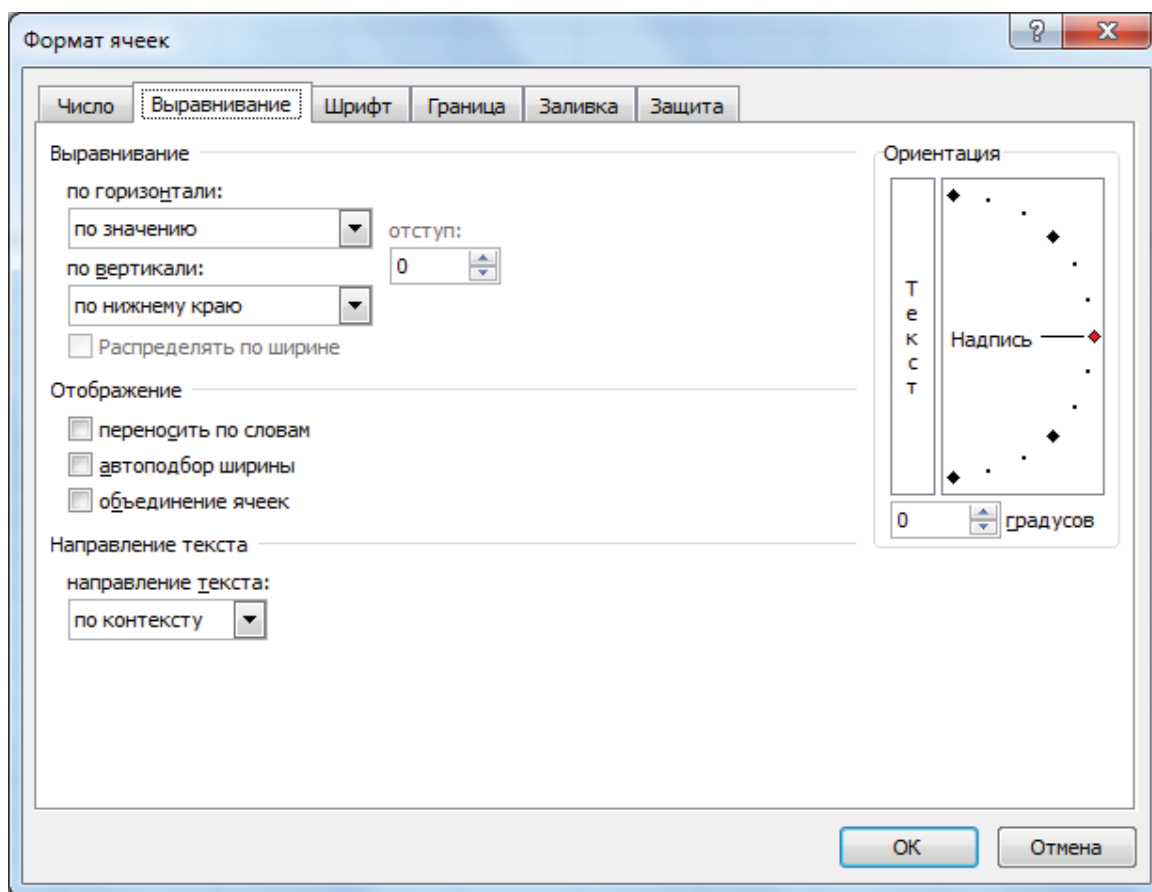 Формат ячеек
Число Выравнивание Шрифт Граница Заливка Защита
Выравнивание
по горизонтали:
по значению
отступ:
0
по вертикали:
по нижнему краю
Распределять по ширине
Отображение
переносить по словам
автоподбор ширины
объединение ячеек
Направление текста
направление текста:
по контексту
Ориентация
Текст
Надпись
0 градусов
ОК Отмена